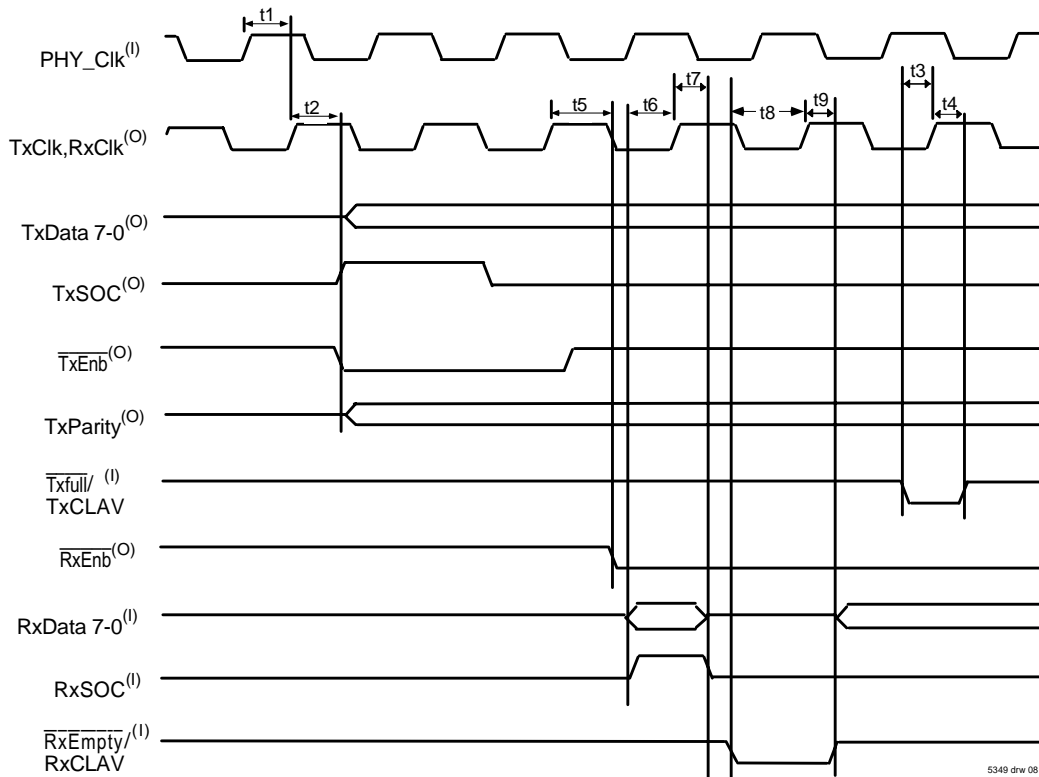 t1
PHY_Clk(I)
t7
t3
t2
t5
t6
t8
t9
t4
TxClk,RxClk(O)
TxData 7-0(O)
TxSOC(O)
TxEnb(O)
TxParity(O)
Txfull/ (I)
TxCLAV
RxEnb(O)
RxData 7-0(I)
RxSOC(I)
RxEmpty/(I)
RxCLAV
5349 drw 08